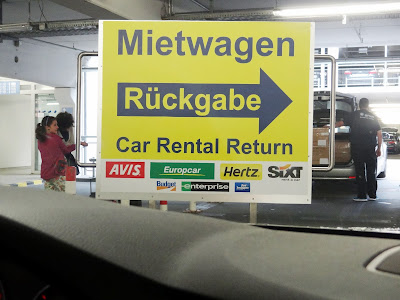 Mietwagen
Rückgabe
Car Rental Return
AVIS Europcar Hertz SIXT
Budget enterprise